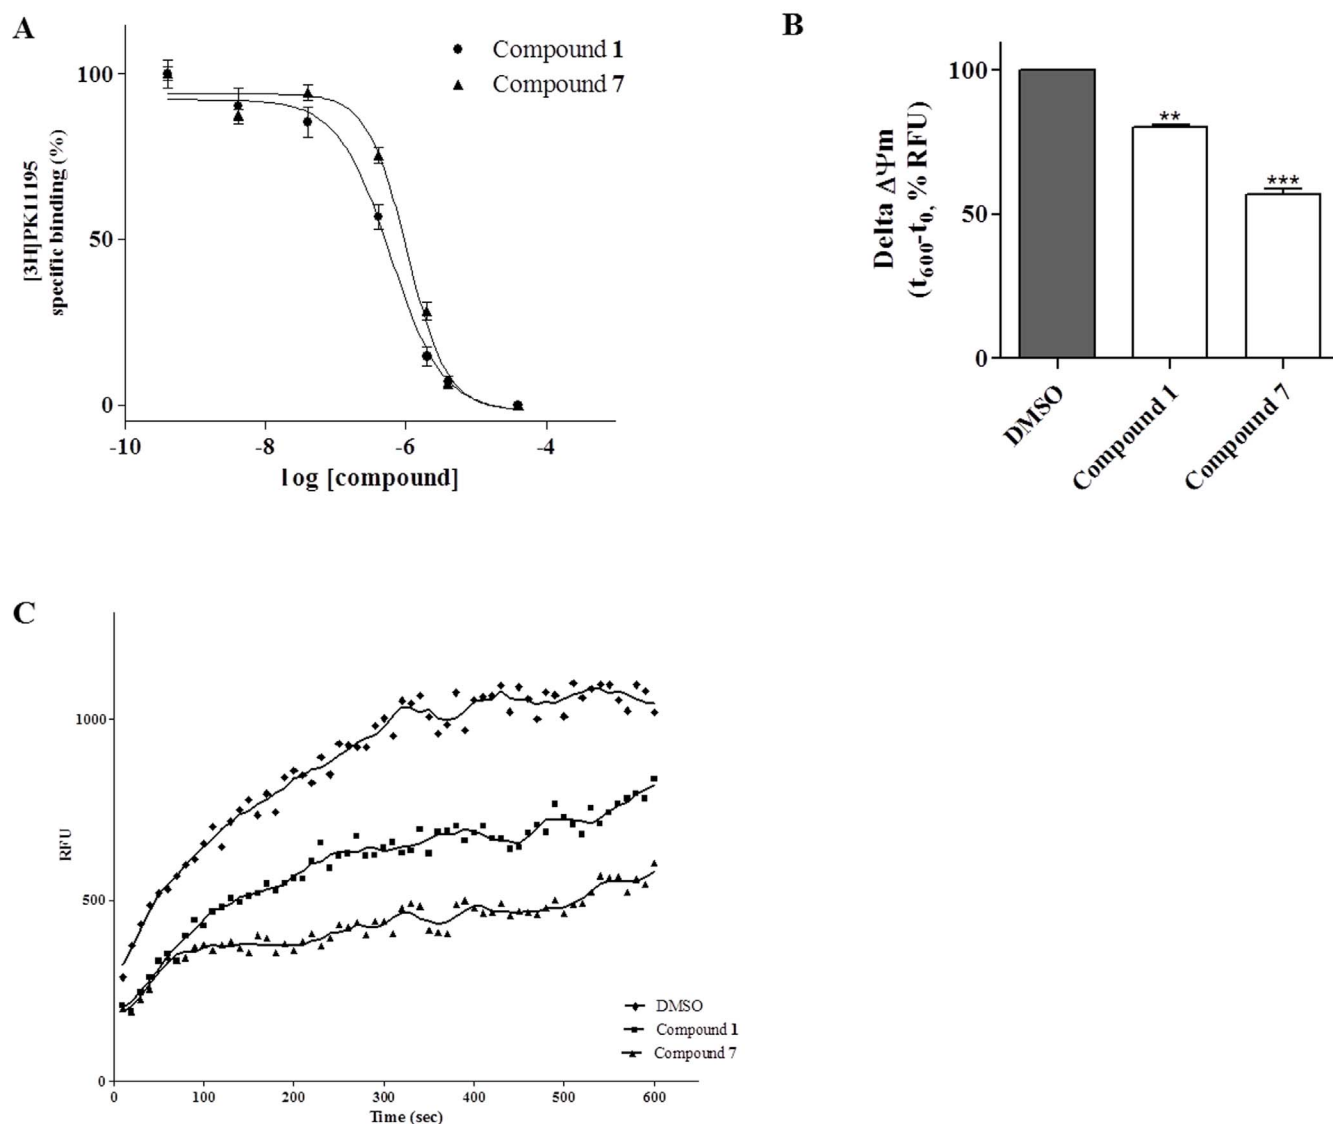 A
Compound 1
Compound 7
100
50
0
[3H]PK11195
specific binding (%)
-10
-8
-6
-4
log [compound]
B
100
50
0
Delta ΔΨm
(t600-t0, % RFU)
**
***
DMSO
Compound 1
Compound 7
C
1000
500
0
RFU
0
100
200
300
400
500
600
Time (sec)
DMSO
Compound 1
Compound 7